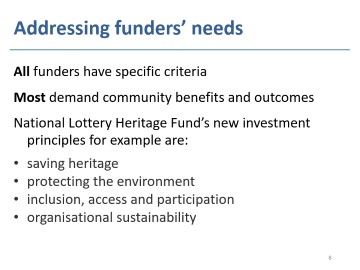 Addressing funders’ needs
All funders have specific criteria
Most demand community benefits and outcomes
National Lottery Heritage Fund’s new investment
principles for example are:
• saving heritage
• protecting the environment
• inclusion, access and participation
• organisational sustainability